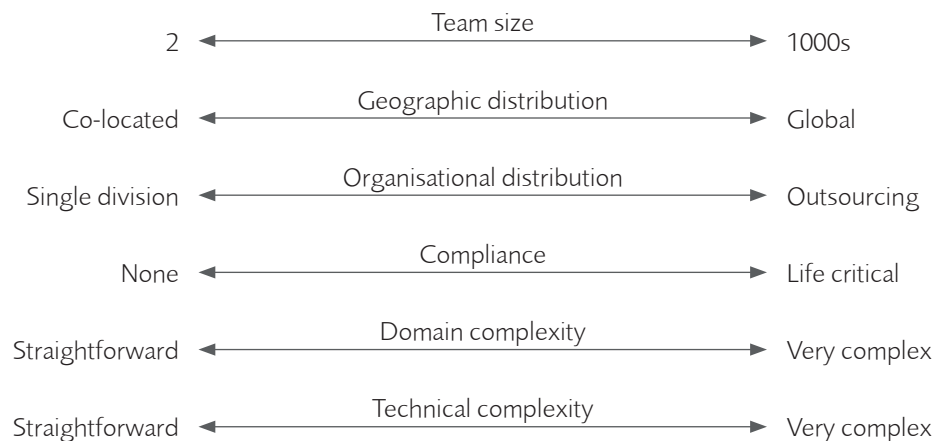 Team size
2 1000s
Geographic distribution
Co-located Global
Organisational distribution
Single division Outsourcing
Compliance
None Life critical
Domain complexity
Straightforward Very complex
Technical complexity
Straightforward Very complex